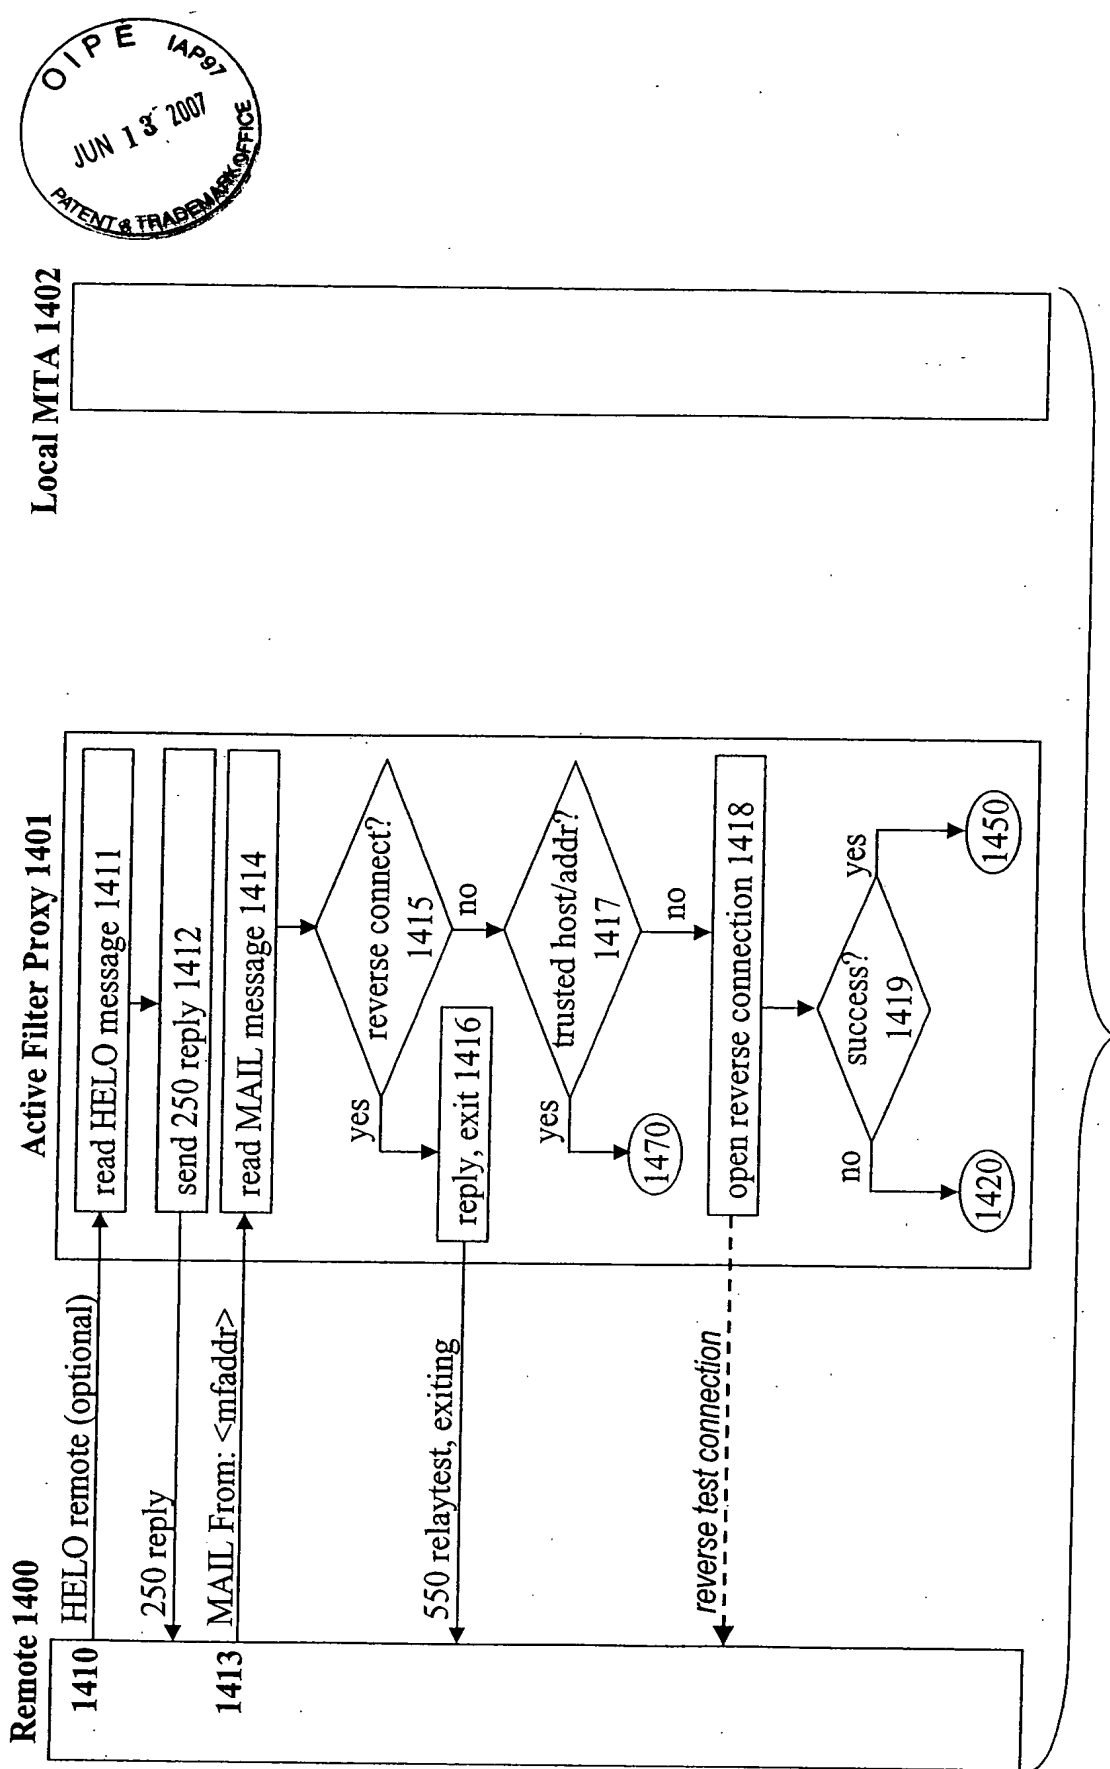 OIPE IAP97
JUN 13 2007
PATENT & TRADEMARK OFFICE
Remote 1400
Active Filter Proxy 1401
Local MTA 1402
1410
HELO remote (optional)
read HELO message 1411
250 reply
send 250 reply 1412
1413
MAIL From: <mfaddr>
read MAIL message 1414
reverse connect?
1415
yes
no
550 relaytest, exiting
reply, exit 1416
trusted host/addr?
1417
yes
no
1470
reverse test connection
open reverse connection 1418
success?
1419
no
yes
1420
1450